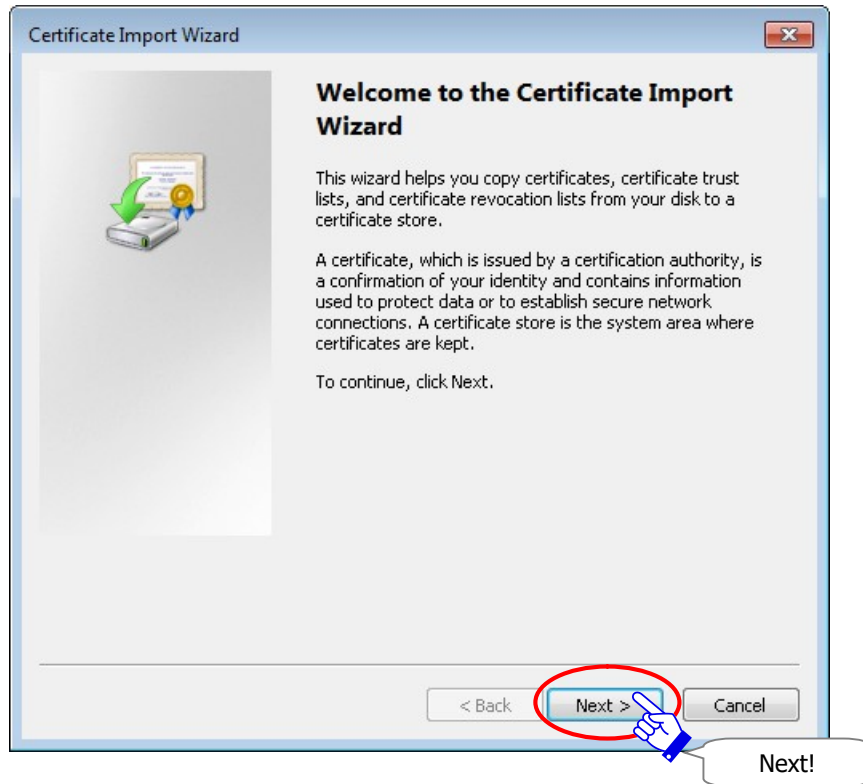 Certificate Import Wizard
Welcome to the Certificate Import
Wizard
This wizard helps you copy certificates, certificate trust
lists, and certificate revocation lists from your disk to a
certificate store.
A certificate, which is issued by a certification authority, is
a confirmation of your identity and contains information
used to protect data or to establish secure network
connections. A certificate store is the system area where
certificates are kept.
To continue, click Next.
< Back Next > Cancel
Next!